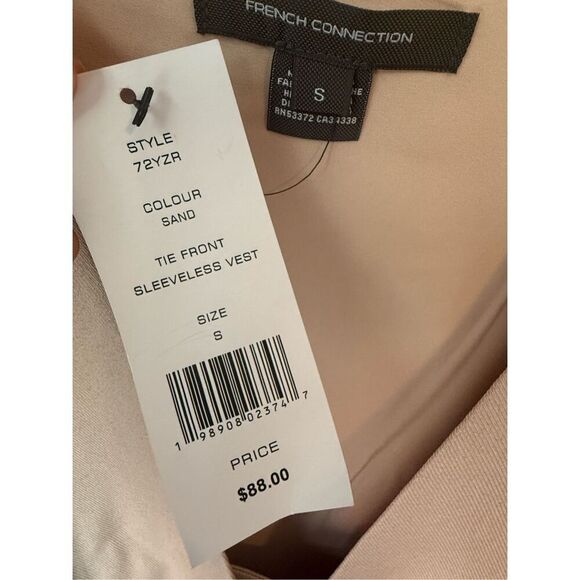 FRENCH CONNECTION
S
RN53372 CA3
STYLE
72YZR
COLOUR
SAND
TIE FRONT
SLEEVELESS VEST
SIZE
S
1 98908 02374 7
PRICE
$88.00